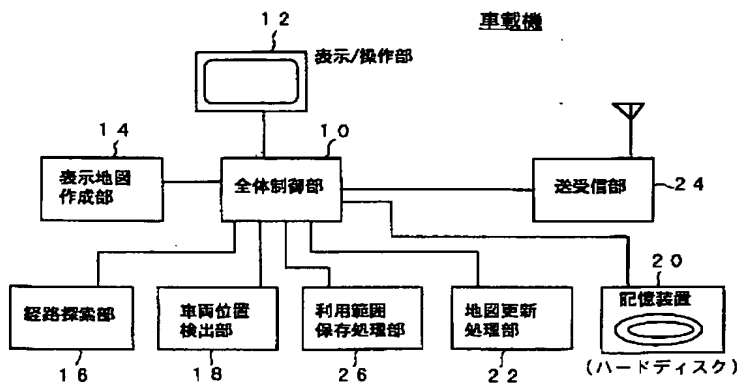 車載機
12
表示/操作部
14
10
表示地図
作成部
全体制御部
送受信部
24
20
経路探索部
車両位置
検出部
利用範囲
保存処理部
地図更新
処理部
記憶装置
(ハードディスク)
16
18
26
22